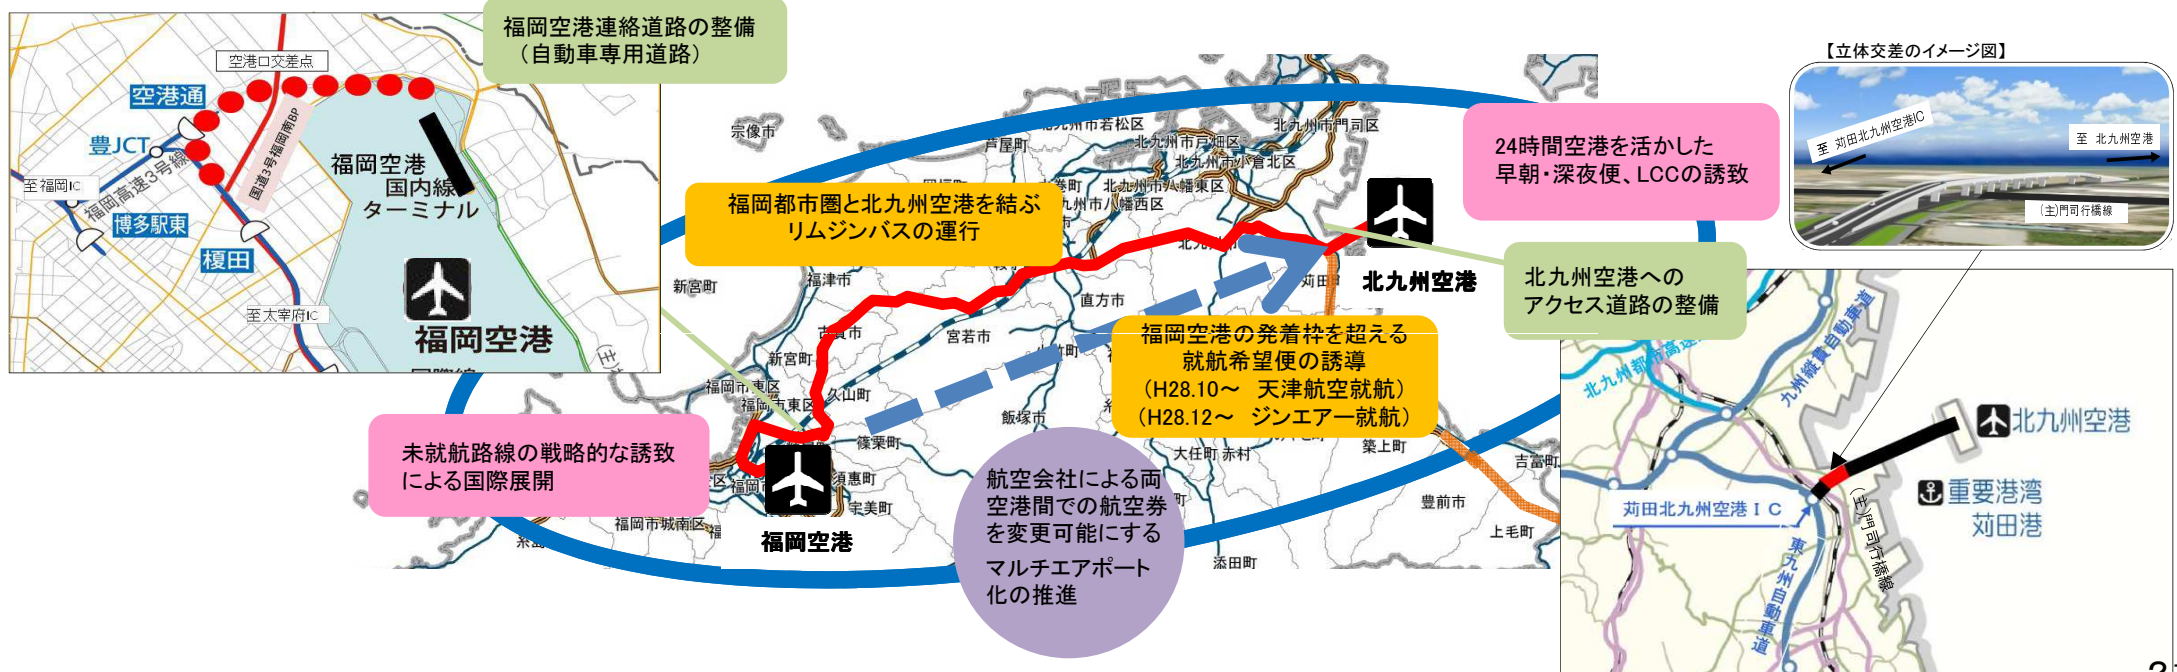 福岡空港連絡道路の整備
（自動車専用道路）
空港口交差点
空港通
豊JCT
至福岡IC
福岡高速3号線
国道3号福岡南BP
博多駅東
榎田
至太宰府IC
福岡空港
国内線
ターミナル
福岡空港
宗像市
芦屋町
北九州市若松区
北九州市戸畑区
北九州市門司区
北九州市小倉北区
北九州市八幡東区
福岡都市圏と北九州空港を結ぶ
リムジンバスの運行
新宮町
福津市
古賀市
宮若市
直方市
苅田町
北九州空港
24時間空港を活かした
早朝・深夜便、LCCの誘致
北九州空港への
アクセス道路の整備
福岡空港の発着枠を超える
就航希望便の誘導
（H28.10～　天津航空就航）
（H28.12～　ジンエアー就航）
新宮町
福岡市東区
福岡市東区
久山町
篠栗町
飯塚市
須恵町
宇美町
福岡市城南区
大任町
赤村
築上町
吉富町
豊前市
上毛町
添田町
未就航路線の戦略的な誘致
による国際展開
福岡空港
航空会社による両
空港間での航空券
を変更可能にする
マルチエアポート
化の推進
【立体交差のイメージ図】
至 苅田北九州空港IC
至 北九州空港
(主)門司行橋線
九州縦貫自動車道
北九州空港
重要港湾
苅田港
苅田北九州空港ＩＣ
(主)門司行橋線
東九州自動車道